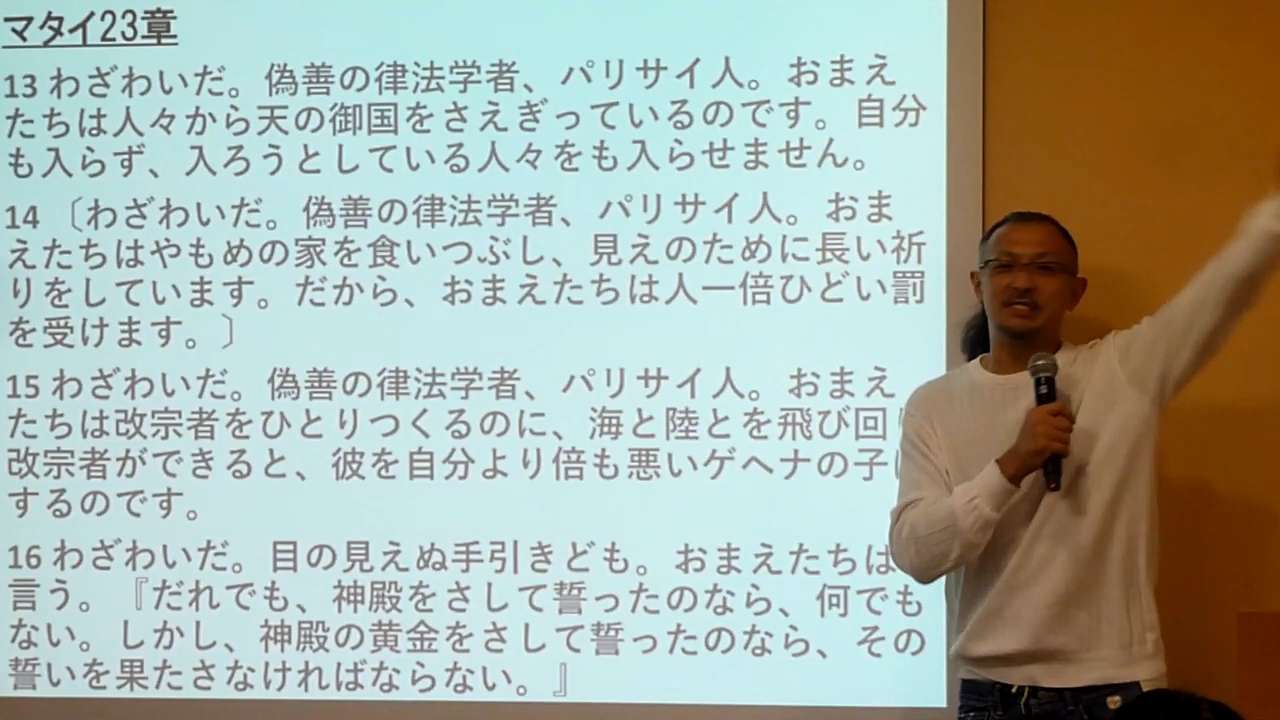 マタイ23章
13 わざわいだ。偽善の律法学者、パリサイ人。おまえ
たちは人々から天の御国をさえぎっているのです。自分
も入らず、入ろうとしている人々をも入らせません。
14 〔わざわいだ。偽善の律法学者、パリサイ人。おま
えたちはやもめの家を食いつぶし、見えのために長い祈
りをしています。だから、おまえたちは人一倍ひどい罰
を受けます。〕
15 わざわいだ。偽善の律法学者、パリサイ人。おまえ
たちは改宗者をひとりつくるのに、海と陸とを飛び回
改宗者ができると、彼を自分より倍も悪いゲヘナの子
するのです。
16 わざわいだ。目の見えぬ手引きども。おまえたちは
言う。『だれでも、神殿をさして誓ったのなら、何でも
ない。しかし、神殿の黄金をさして誓ったのなら、その
誓いを果たさなければならない。』